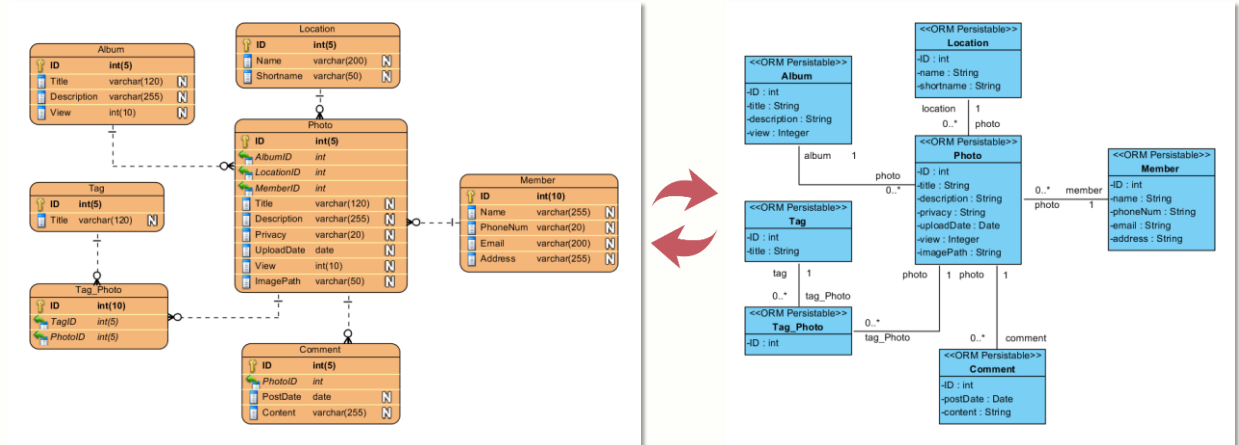 Location
ID int(5)
Name varchar(200) N
Shortname varchar(50) N
Album
ID int(5)
Title varchar(120) N
Description varchar(255) N
View int(10) N
Photo
ID int(5)
AlbumID int
LocationID int
MemberID int
Title varchar(120) N
Description varchar(255) N
Privacy varchar(20) N
UploadDate date N
View int(10) N
ImagePath varchar(50) N
Tag
ID int(5)
Title varchar(120) N
Member
ID int(10)
Name varchar(255) N
PhoneNum varchar(20) N
Email varchar(200) N
Address varchar(255) N
Tag_Photo
ID int(10)
TagID int(5)
PhotoID int(5)
Comment
ID int(5)
PhotoID int
PostDate date N
Content varchar(255) N
<<ORM Persistable>>
Location
-ID : int
-name : String
-shortname : String
location 1
0..* photo
<<ORM Persistable>>
Album
-ID : int
-title : String
-description : String
-view : Integer
album 1
photo
0..*
<<ORM Persistable>>
Photo
-ID : int
-title : String
-description : String
-privacy : String
-uploadDate : Date
-view : Integer
-imagePath : String
0..* member
photo 1
<<ORM Persistable>>
Member
-ID : int
-name : String
-phoneNum : String
-email : String
-address : String
<<ORM Persistable>>
Tag
-ID : int
-title : String
tag 1
0..* tag_Photo
photo 1
photo 1
<<ORM Persistable>>
Tag_Photo
-ID : int
0..*
tag_Photo
0..* comment
<<ORM Persistable>>
Comment
-ID : int
-postDate : Date
-content : String